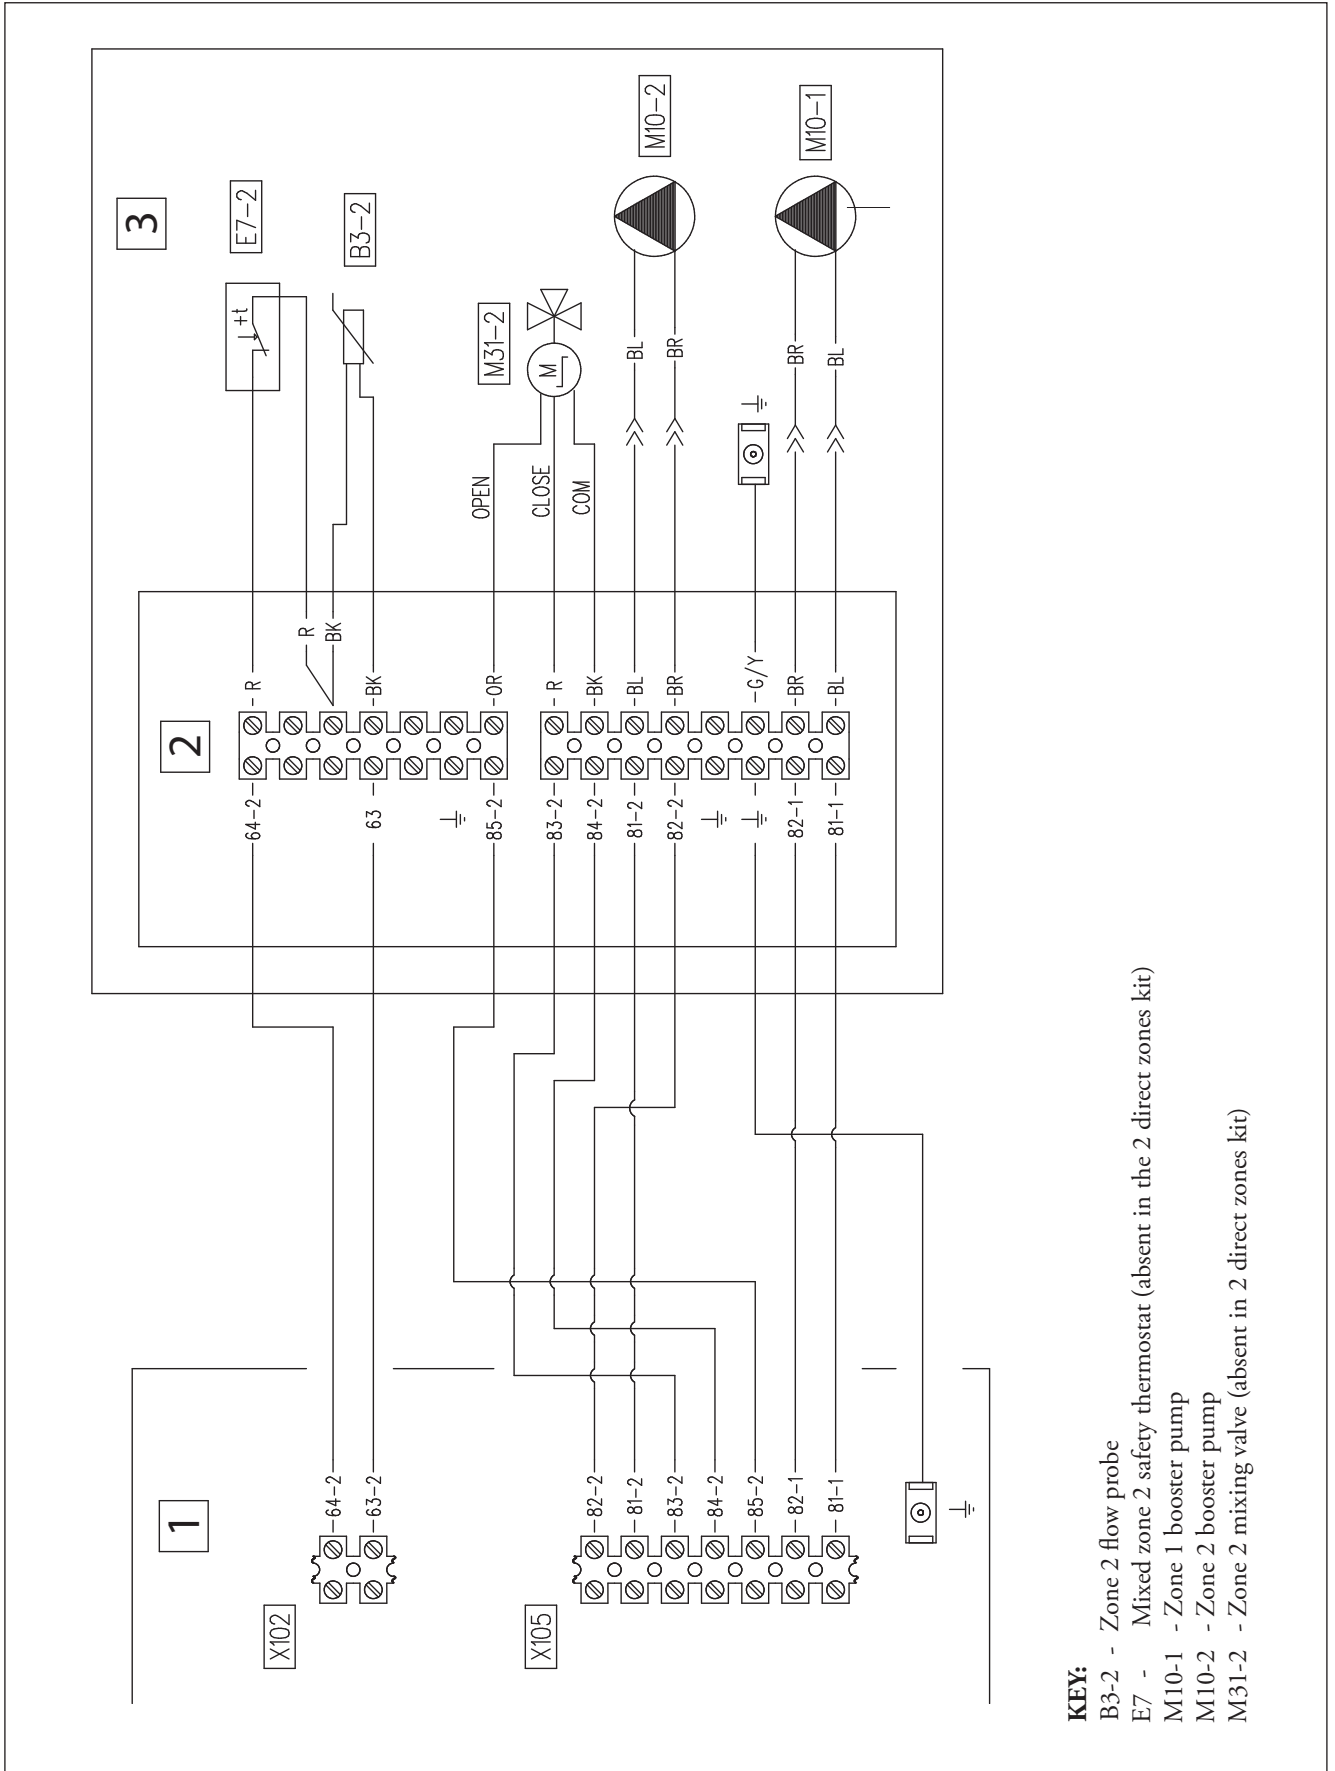 3
E7-2
+t
B3-2
M31-2
M
M10-2
M10-1
OPEN
CLOSE
COM
BL
BR
BR
BL
2
R
R
BK
BK
OR
R
BK
BL
BR
G/Y
BR
BL
64-2
63
85-2
83-2
84-2
81-2
82-2
82-1
81-1
1
X102
64-2
63-2
X105
82-2
81-2
83-2
84-2
85-2
82-1
81-1
KEY:
B3-2 - Zone 2 flow probe
E7 - Mixed zone 2 safety thermostat (absent in the 2 direct zones kit)
M10-1 - Zone 1 booster pump
M10-2 - Zone 2 booster pump
M31-2 - Zone 2 mixing valve (absent in 2 direct zones kit)